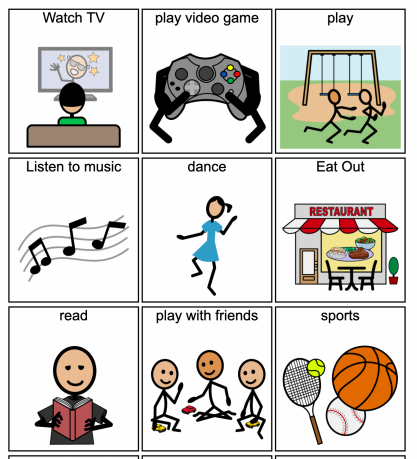 Watch TV
play video game
play
Listen to music
dance
Eat Out
RESTAURANT
read
play with friends
sports